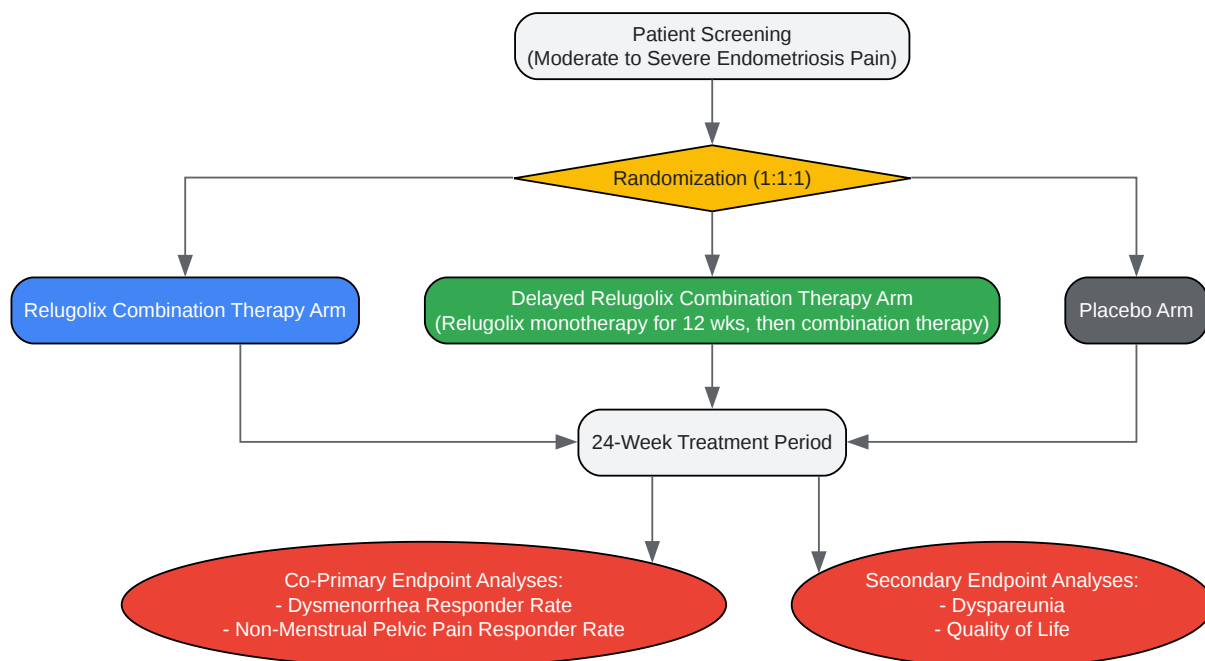 Patient Screening
(Moderate to Severe Endometriosis Pain)
Randomization (1:1:1)
Relugolix Combination Therapy Arm
Delayed Relugolix Combination Therapy Arm
(Relugolix monotherapy for 12 wks, then combination therapy)
Placebo Arm
24-Week Treatment Period
Co-Primary Endpoint Analyses:
- Dysmenorrhea Responder Rate
- Non-Menstrual Pelvic Pain Responder Rate
Secondary Endpoint Analyses:
- Dyspareunia
- Quality of Life